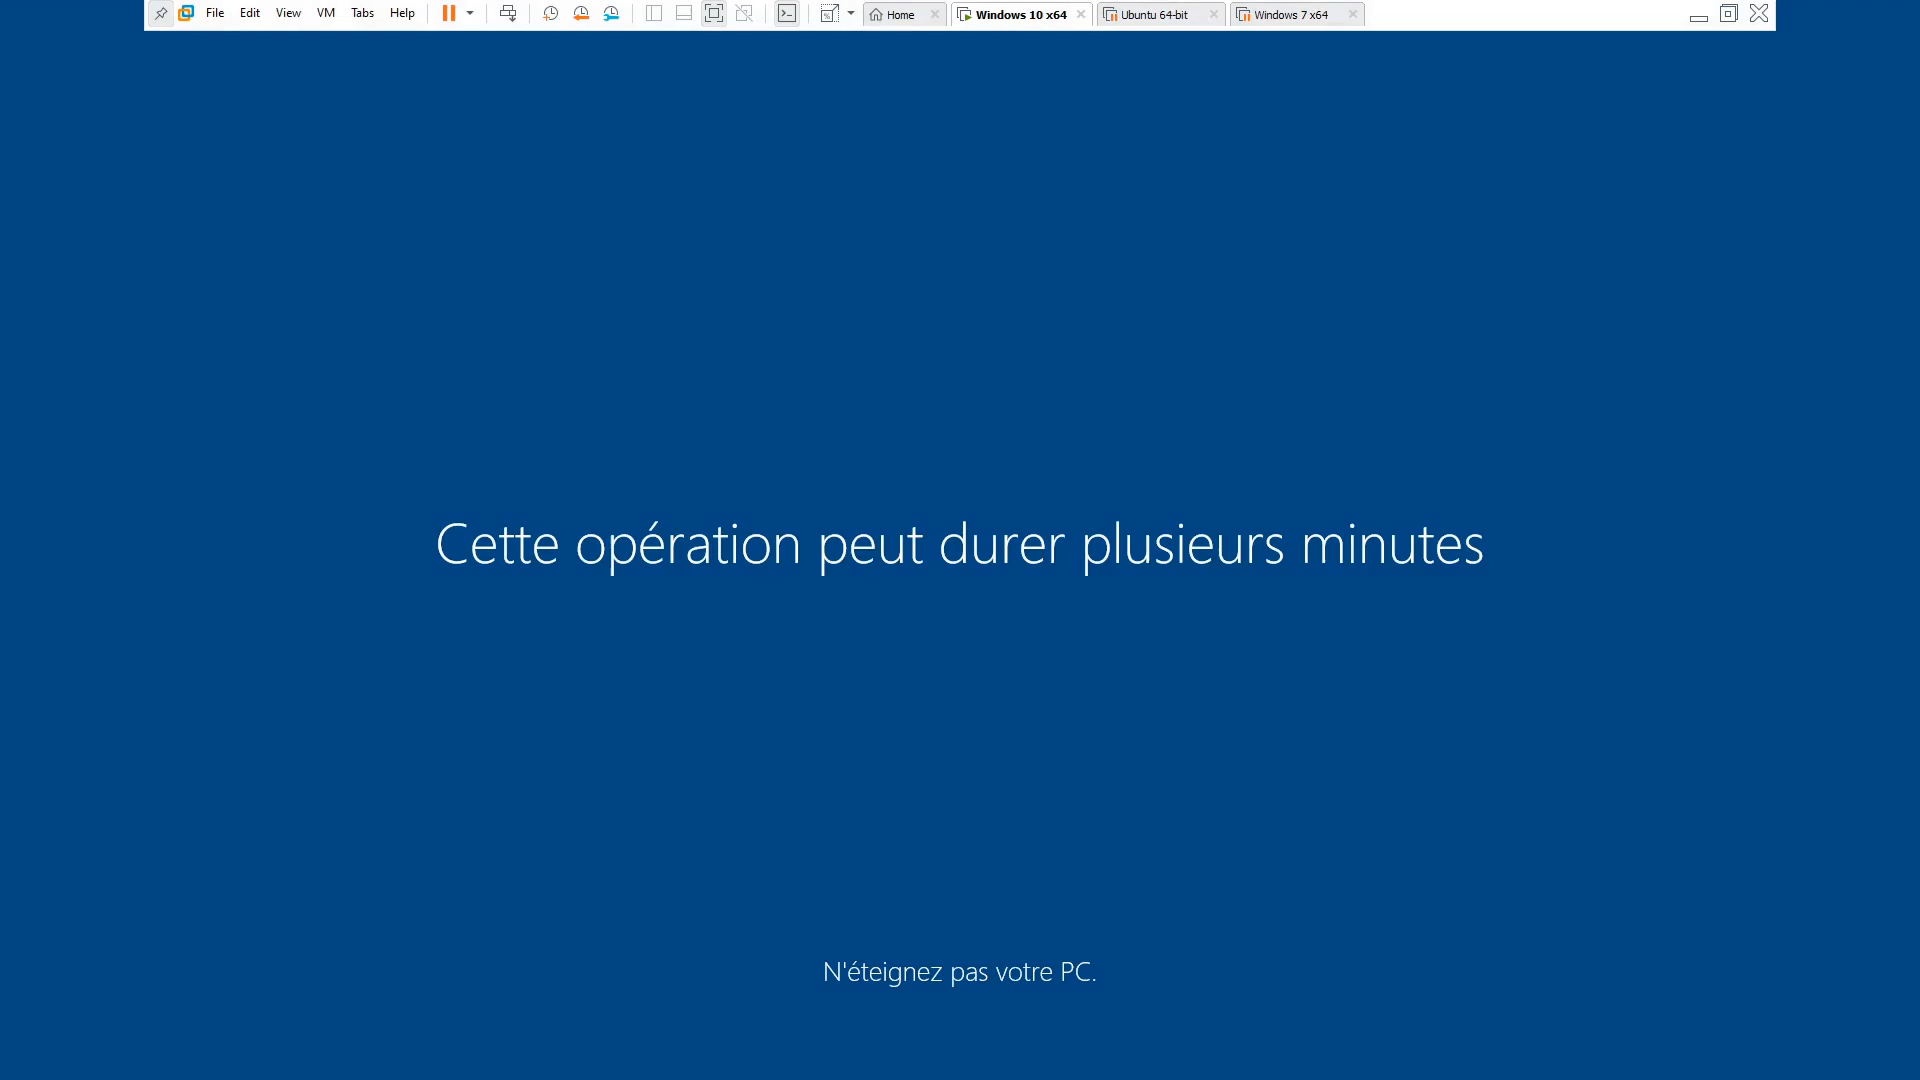 File Edit View VM Tabs Help Home Windows 10 x64 Ubuntu 64-bit Windows 7 x64
Cette opération peut durer plusieurs minutes
N'éteignez pas votre PC.